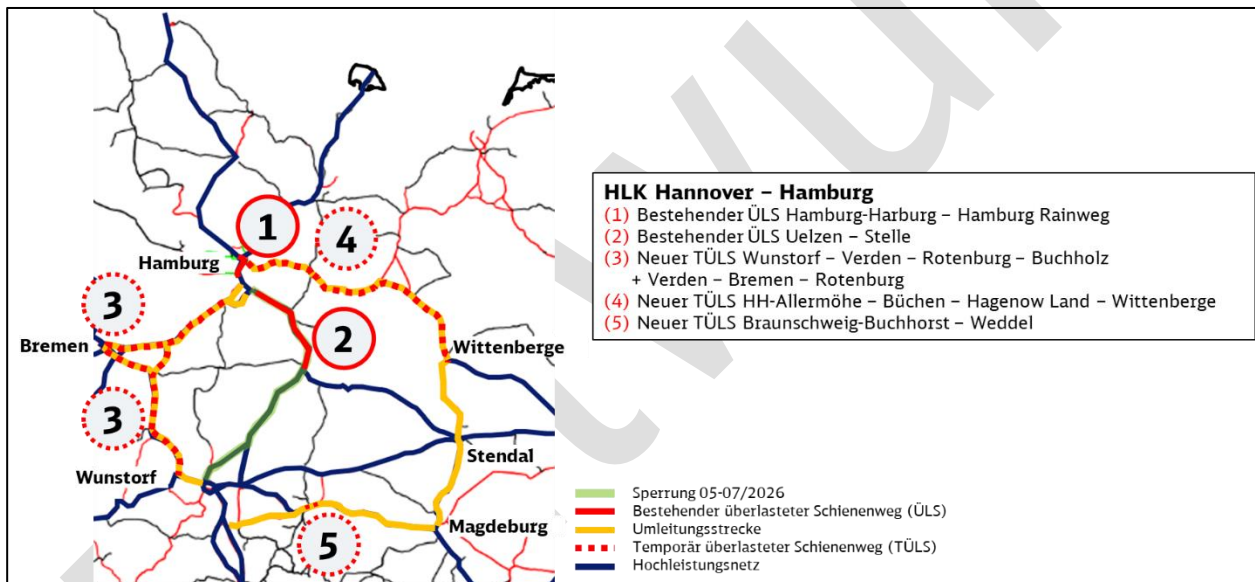 1
4
Hamburg
3
Bremen
2
Wittenberge
3
Wunstorf
Stendal
Magdeburg
5
HLK Hannover – Hamburg
(1) Bestehender ÜLS Hamburg-Harburg – Hamburg Rainweg
(2) Bestehender ÜLS Uelzen – Stelle
(3) Neuer TÜLS Wunstorf – Verden – Rotenburg – Buchholz
+ Verden – Bremen – Rotenburg
(4) Neuer TÜLS HH-Allermöhe – Büchen – Hagenow Land – Wittenberge
(5) Neuer TÜLS Braunschweig-Buchhorst – Weddel
Sperrung 05-07/2026
Bestehender überlasteter Schienenweg (ÜLS)
Umleitungsstrecke
Temporär überlasteter Schienenweg (TÜLS)
Hochleistungsnetz